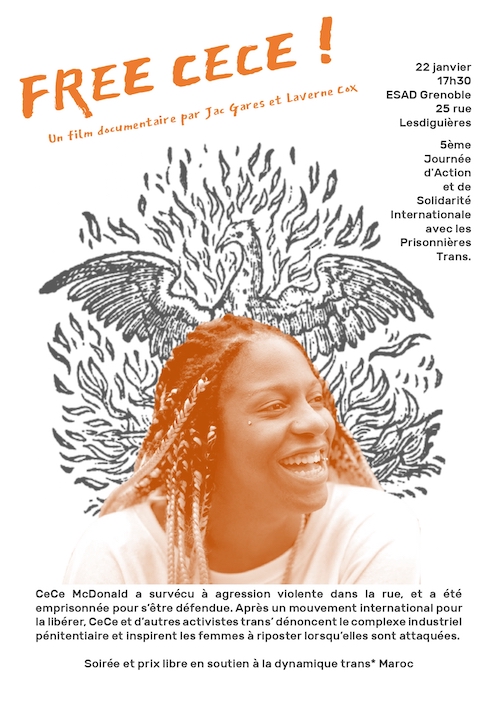 FREE CECE !
Un film documentaire par Jac Gares et Laverne Cox
22 janvier
17h30
ESAD Grenoble
25 rue
Lesdiguières
5ème
Journée
d'Action
et de
Solidarité
Internationale
avec les
Prisonnières
Trans.
CeCe McDonald a survécu à agression violente dans la rue, et a été
emprisonnée pour s'être défendue. Après un mouvement international pour
la libérer, CeCe et d'autres activistes trans' dénoncent le complexe industriel
pénitentiaire et inspirent les femmes à riposter lorsqu'elles sont attaquées.
Soirée et prix libre en soutien à la dynamique trans* Maroc